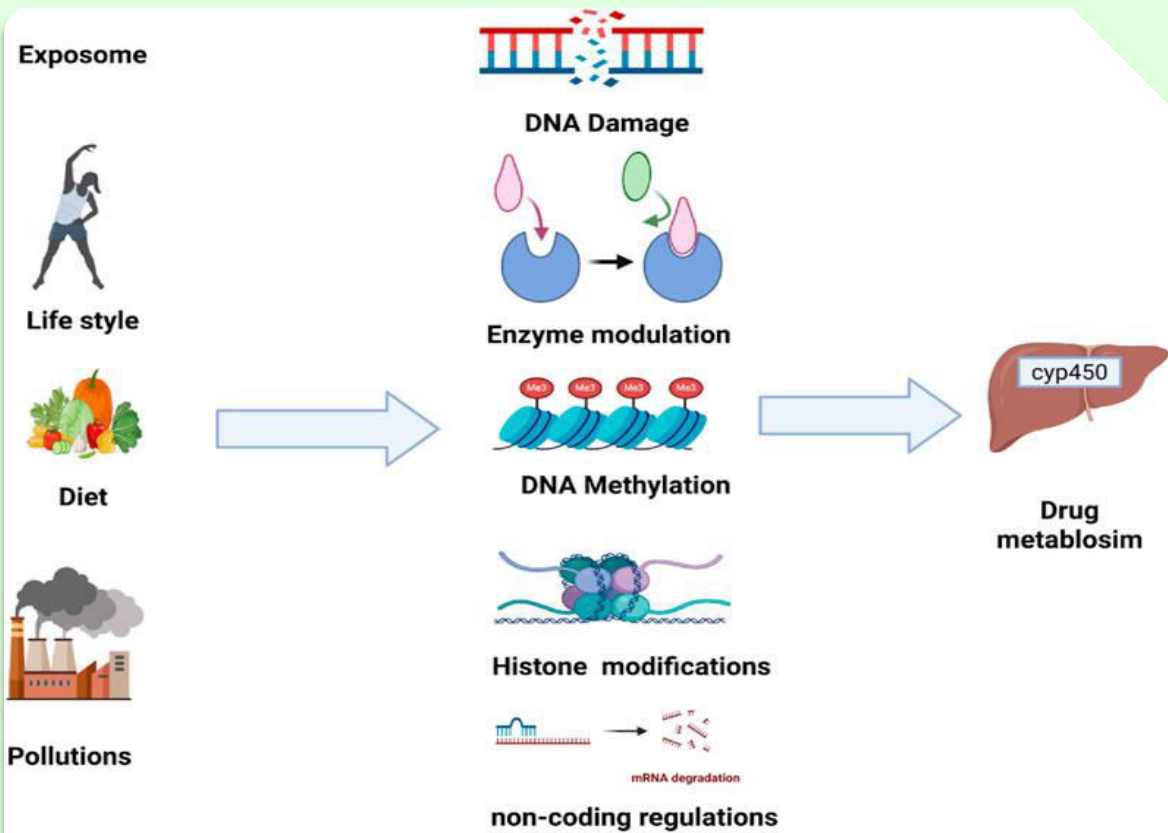 Exposome
Life style
Diet
Pollutions
DNA Damage
Enzyme modulation
Me3 Me3 Me3 Me3
DNA Methylation
Histone  modifications
mRNA degradation
non-coding regulations
cyp450
Drug
metablosim